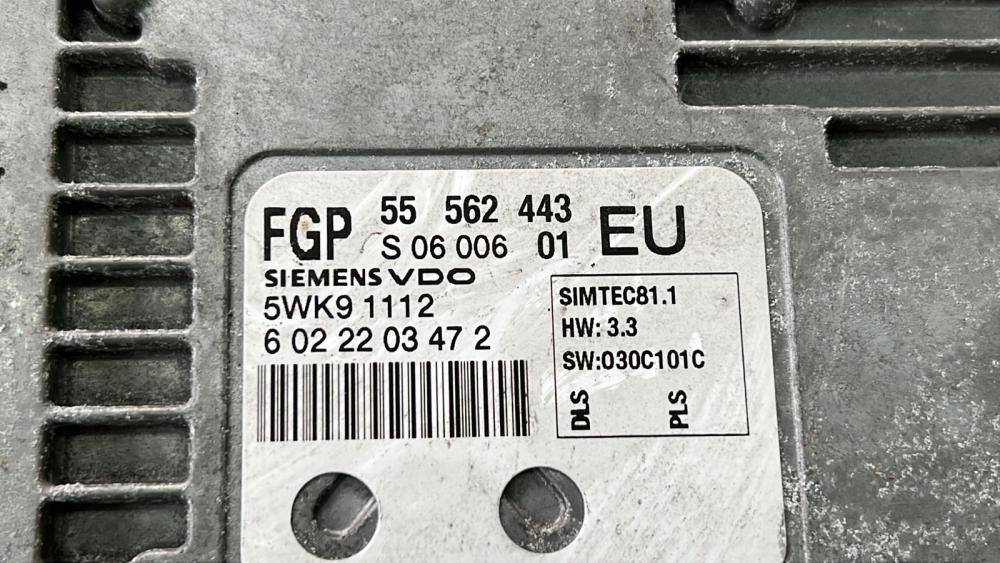 FGP 55 562 443 EU
S 06 006 01
SIEMENS VDO
5WK9 1112
6 02 22 03 47 2
SIMTEC81.1
HW: 3.3
SW:030C101C
DLS PLS